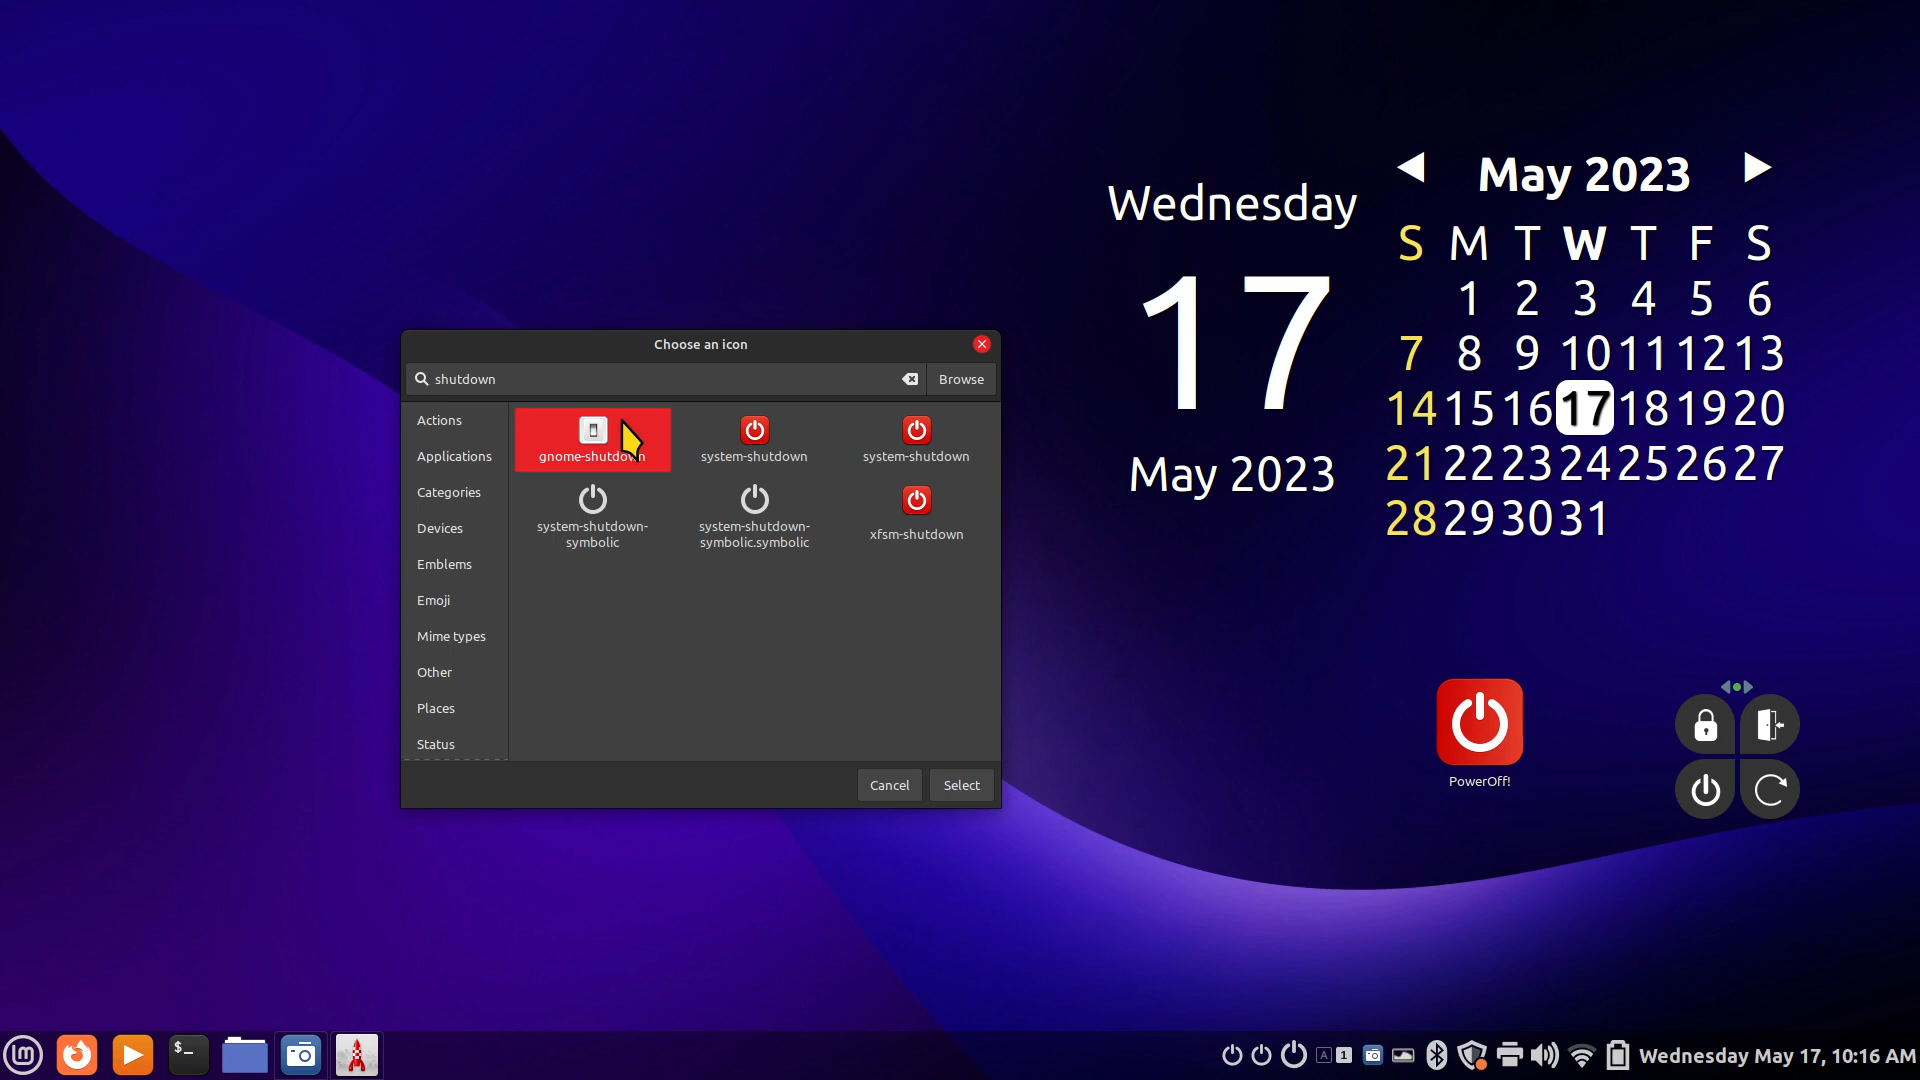 Choose an icon
shutdown
Browse
Actions
Applications
Categories
Devices
Emblems
Emoji
Mime types
Other
Places
Status
gnome-shutdown
system-shutdown
system-shutdown
system-shutdown-
symbolic
system-shutdown-
symbolic.symbolic
xfsm-shutdown
Cancel
Select
Wednesday
17
May 2023
May 2023
S M T W T F S
1 2 3 4 5 6
7 8 9 10 11 12 13
14 15 16 17 18 19 20
21 22 23 24 25 26 27
28 29 30 31
PowerOff!
lm
$_
A
1
Wednesday May 17, 10:16 AM